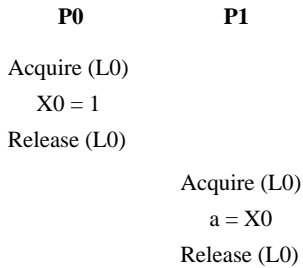 P0 P1
Acquire (L0)
X0 = 1
Release (L0)
Acquire (L0)
a = X0
Release (L0)